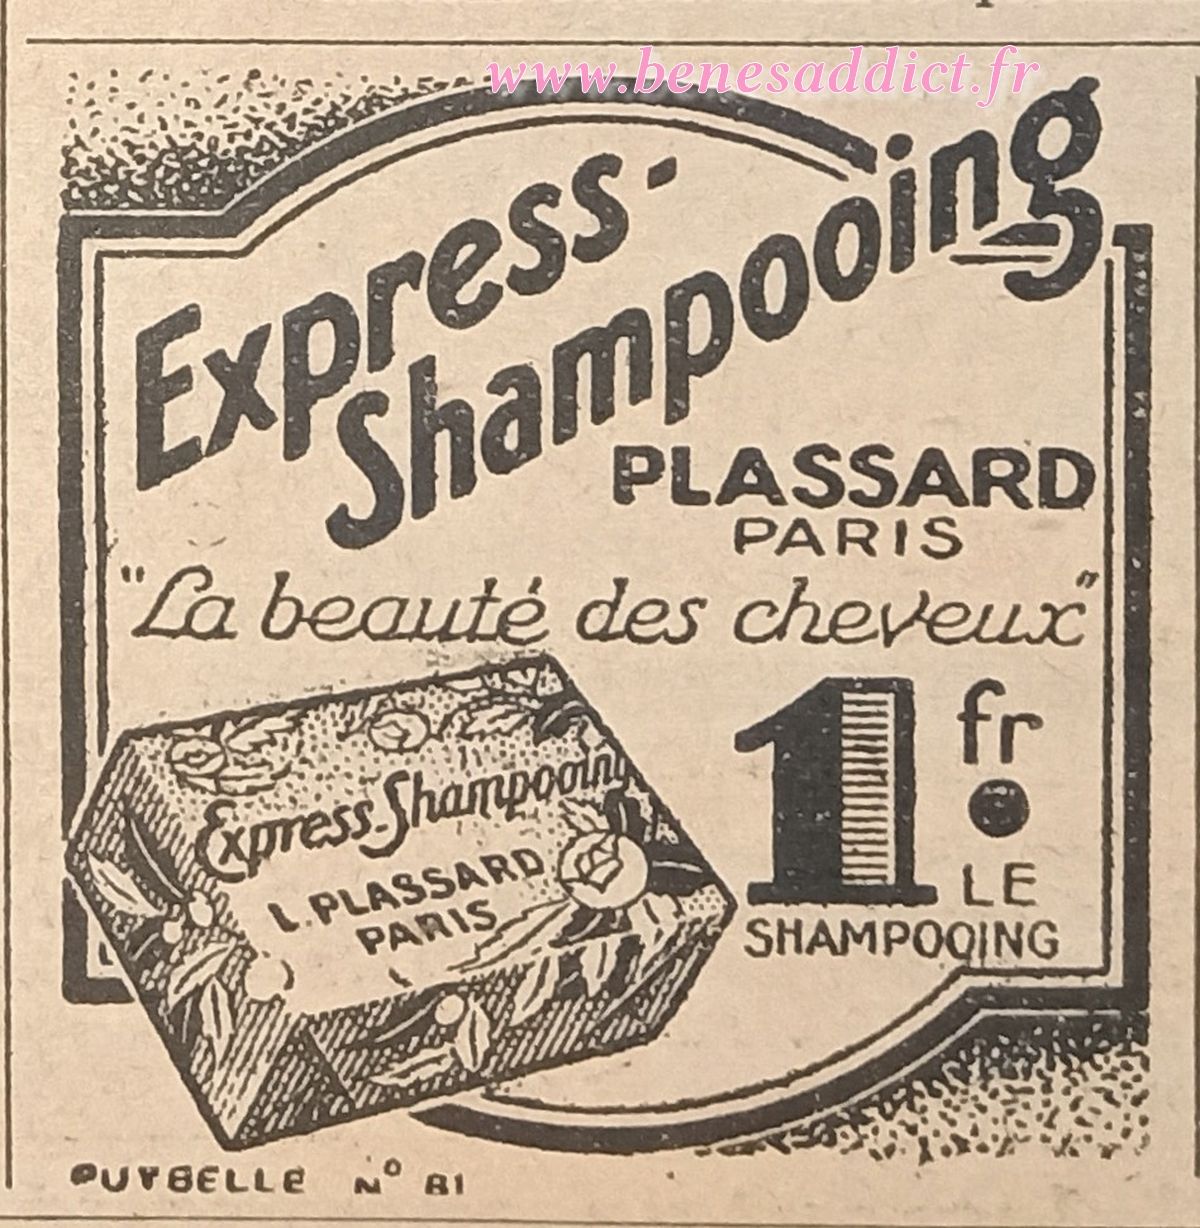 www.benesaddict.fr
Express-
Shampooing
PLASSARD
PARIS
"La beauté des cheveux"
1 fr.
LE
SHAMPOOING
Express-Shampooing
L. PLASSARD
PARIS
PUYBELLE Nº 81